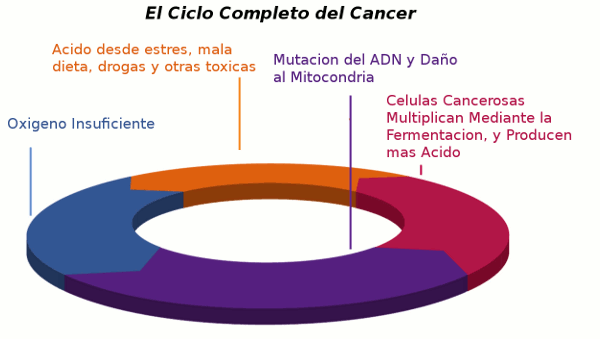 El Ciclo Completo del Cancer
Acido desde estres, mala
dieta, drogas y otras toxicas
Mutacion del ADN y Daño
al Mitocondria
Celulas Cancerosas
Multiplican Mediante la
Fermentacion, y Producen
mas Acido
Oxigeno Insuficiente